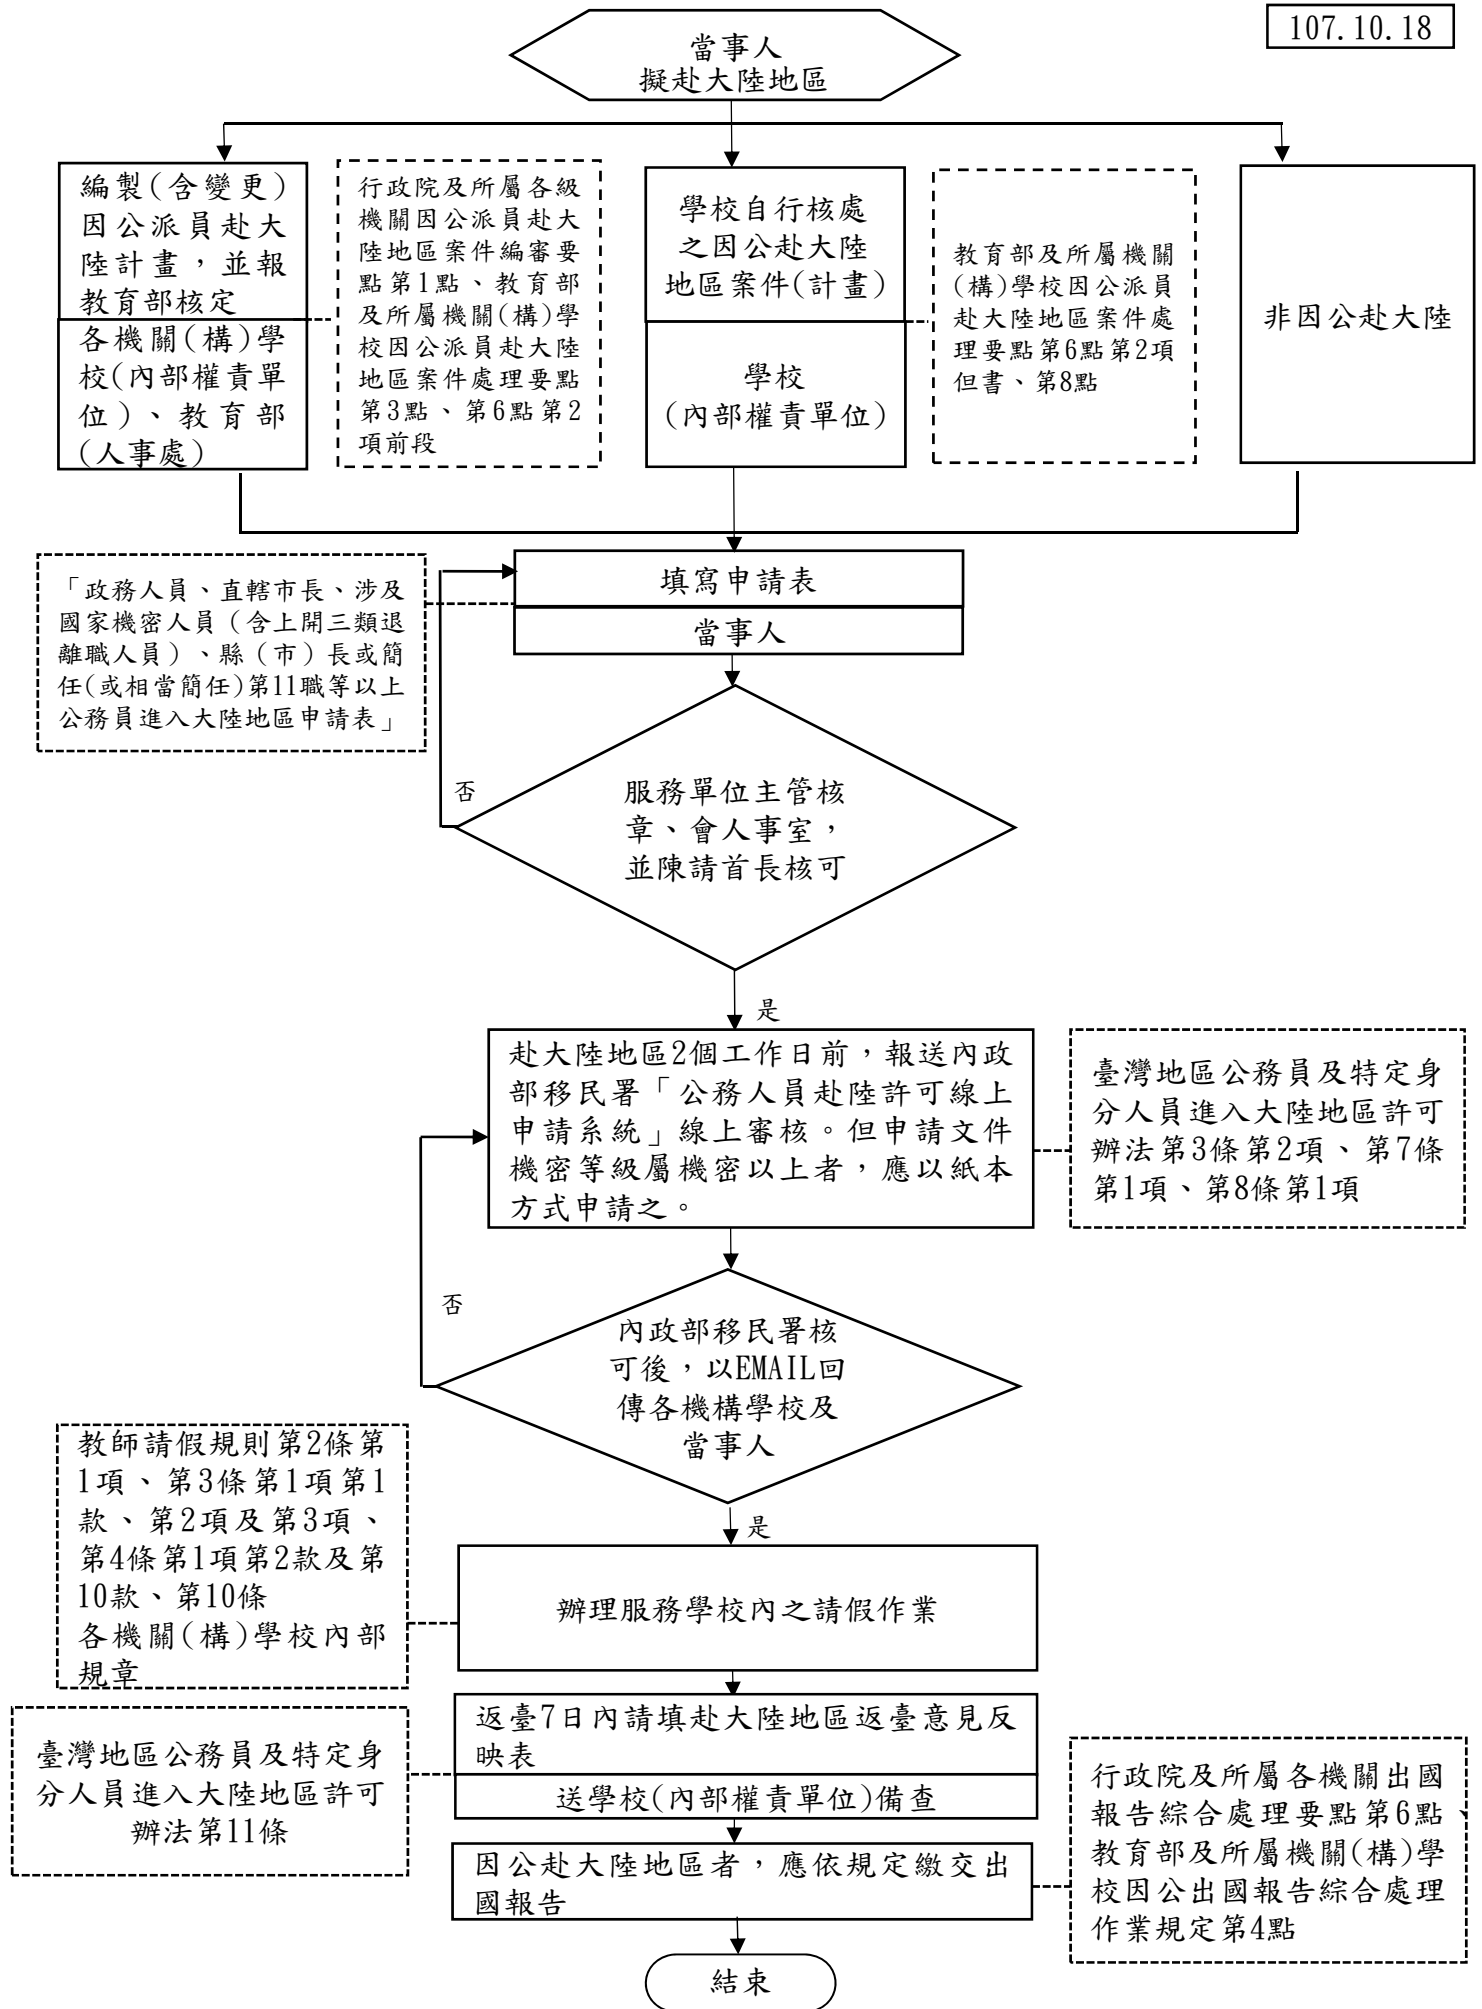 107.10.18
當事人
擬赴大陸地區
編製(含變更)
因公派員赴大
陸計畫，並報
教育部核定
各機關(構)學
校(內部權責單
位)、教育部
(人事處)
行政院及所屬各級
機關因公派員赴大
陸地區案件編審要
點第1點、教育部
及所屬機關(構)學
校因公派員赴大陸
地區案件處理要點
第3點、第6點第2
項前段
學校自行核處
之因公赴大陸
地區案件(計畫)
學校
(內部權責單位)
教育部及所屬機關
(構)學校因公派員
赴大陸地區案件處
理要點第6點第2項
但書、第8點
非因公赴大陸
「政務人員、直轄市長、涉及
國家機密人員（含上開三類退
離職人員）、縣（市）長或簡
任(或相當簡任)第11職等以上
公務員進入大陸地區申請表」
填寫申請表
當事人
否
服務單位主管核
章、會人事室，
並陳請首長核可
是
赴大陸地區2個工作日前，報送內政
部移民署「公務人員赴陸許可線上
申請系統」線上審核。但申請文件
機密等級屬機密以上者，應以紙本
方式申請之。
臺灣地區公務員及特定身
分人員進入大陸地區許可
辦法第3條第2項、第7條
第1項、第8條第1項
否
內政部移民署核
可後，以EMAIL回
傳各機構學校及
當事人
是
教師請假規則第2條第
1項、第3條第1項第1
款、第2項及第3項、
第4條第1項第2款及第
10款、第10條
各機關(構)學校內部
規章
辦理服務學校內之請假作業
返臺7日內請填赴大陸地區返臺意見反
映表
送學校(內部權責單位)備查
臺灣地區公務員及特定身
分人員進入大陸地區許可
辦法第11條
因公赴大陸地區者，應依規定繳交出
國報告
行政院及所屬各機關出國
報告綜合處理要點第6點、
教育部及所屬機關(構)學
校因公出國報告綜合處理
作業規定第4點
結束